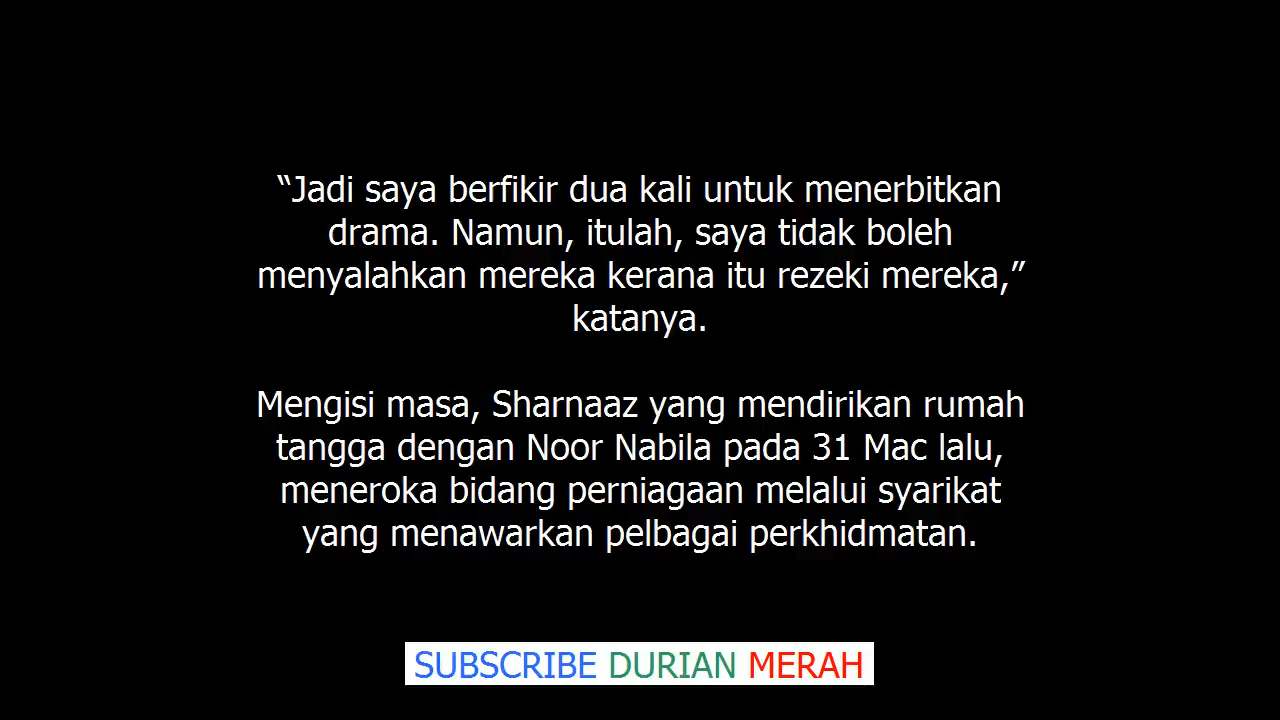 “Jadi saya berfikir dua kali untuk menerbitkan
drama. Namun, itulah, saya tidak boleh
menyalahkan mereka kerana itu rezeki mereka,”
katanya.
Mengisi masa, Sharnaaz yang mendirikan rumah
tangga dengan Noor Nabila pada 31 Mac lalu,
meneroka bidang perniagaan melalui syarikat
yang menawarkan pelbagai perkhidmatan.
SUBSCRIBE DURIAN MERAH